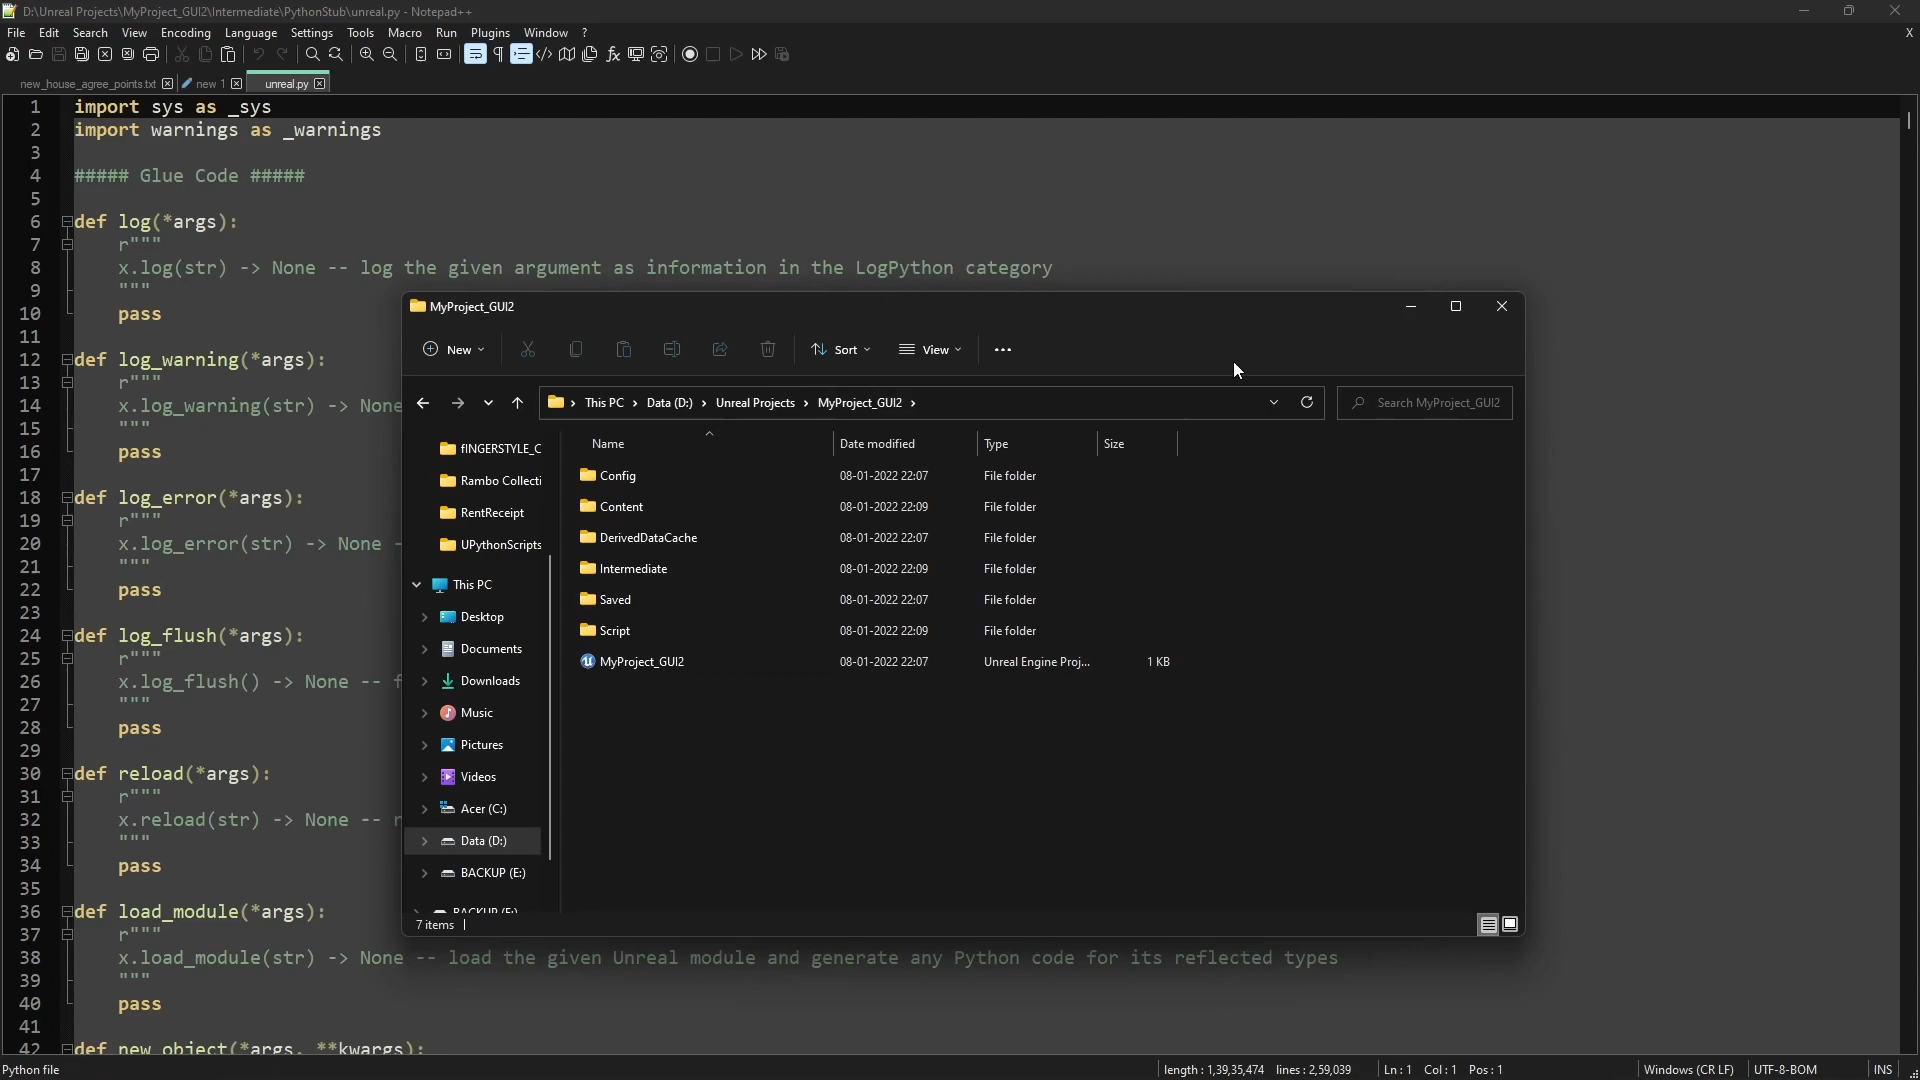 D:\Unreal Projects\MyProject_GUI2\Intermediate\PythonStub\unreal.py - Notepad++
File Edit Search View Encoding Language Settings Tools Macro Run Plugins Window ? X
new_house_agree_points.txt new 1 unreal.py
1 import sys as _sys
2 import warnings as _warnings
3
4 ##### Glue Code #####
5
6 def log(*args):
7 r"""
8 x.log(str) -> None -- log the given argument as information in the LogPython category
9 """
10 pass
11
12 def log_warning(*args):
13 r"""
14 x.log_warning(str) -> None
15 """
16 pass
17
18 def log_error(*args):
19 r"""
20 x.log_error(str) -> None -
21 """
22 pass
23
24 def log_flush(*args):
25 r"""
26 x.log_flush() -> None -- f
27 """
28 pass
29
30 def reload(*args):
31 r"""
32 x.reload(str) -> None -- r
33 """
34 pass
35
36 def load_module(*args):
37 r"""
38 x.load_module(str) -> None -- load the given Unreal module and generate any Python code for its reflected types
39 """
40 pass
41
42 def new_object(*args, **kwargs):
MyProject_GUI2
New Sort View
This PC > Data (D:) > Unreal Projects > MyProject_GUI2 >
Search MyProject_GUI2
fINGERSTYLE_C
Rambo Collecti
RentReceipt
UPythonScripts
This PC
Desktop
Documents
Downloads
Music
Pictures
Videos
Acer (C:)
Data (D:)
BACKUP (E:)
BACKUP (E:)
Name Date modified Type Size
Config 08-01-2022 22:07 File folder
Content 08-01-2022 22:09 File folder
DerivedDataCache 08-01-2022 22:07 File folder
Intermediate 08-01-2022 22:09 File folder
Saved 08-01-2022 22:07 File folder
Script 08-01-2022 22:09 File folder
MyProject_GUI2 08-01-2022 22:07 Unreal Engine Proj... 1 KB
7 items
Python file length : 1,39,35,474 lines : 2,59,039 Ln : 1 Col : 1 Pos : 1 Windows (CR LF) UTF-8-BOM INS